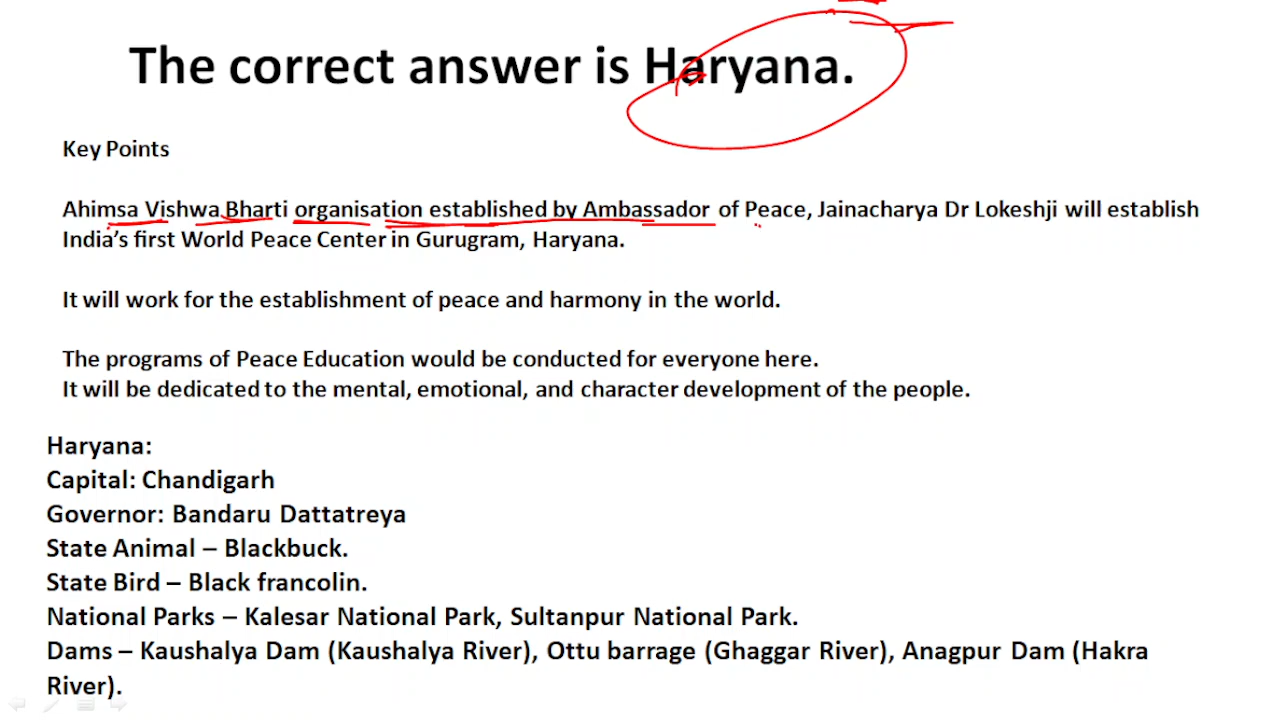 The correct answer is Haryana.
Key Points
Ahimsa Vishwa Bharti organisation established by Ambassador of Peace, Jainacharya Dr Lokeshji will establish
India’s first World Peace Center in Gurugram, Haryana.
It will work for the establishment of peace and harmony in the world.
The programs of Peace Education would be conducted for everyone here.
It will be dedicated to the mental, emotional, and character development of the people.
Haryana:
Capital: Chandigarh
Governor: Bandaru Dattatreya
State Animal – Blackbuck.
State Bird – Black francolin.
National Parks – Kalesar National Park, Sultanpur National Park.
Dams – Kaushalya Dam (Kaushalya River), Ottu barrage (Ghaggar River), Anagpur Dam (Hakra
River).